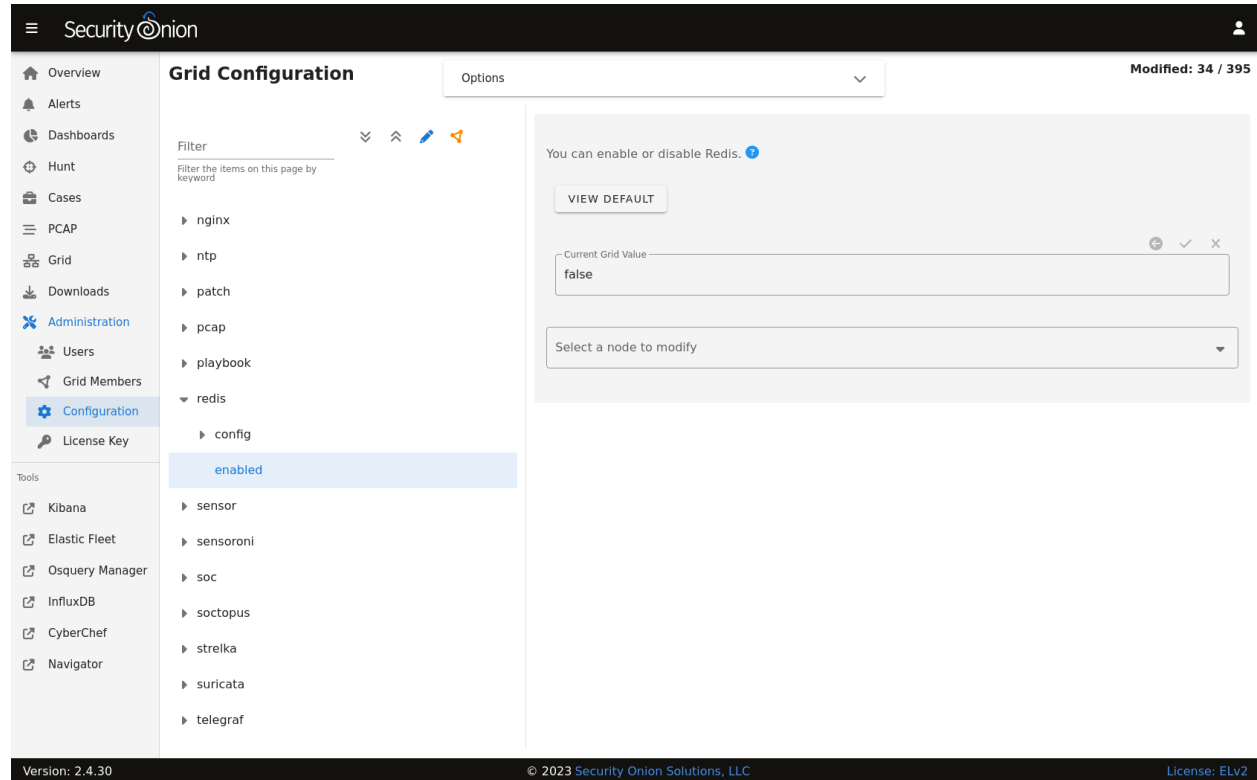 Security Onion
Overview
Alerts
Dashboards
Hunt
Cases
PCAP
Grid
Downloads
Administration
Users
Grid Members
Configuration
License Key
Tools
Kibana
Elastic Fleet
Osquery Manager
InfluxDB
CyberChef
Navigator
Grid Configuration
Options
Modified: 34 / 395
Filter
Filter the items on this page by
keyword
nginx
ntp
patch
pcap
playbook
redis
config
enabled
sensor
sensoroni
soc
soctopus
strelka
suricata
telegraf
You can enable or disable Redis. ?
VIEW DEFAULT
Current Grid Value
false
Select a node to modify
Version: 2.4.30
© 2023 Security Onion Solutions, LLC
License: ELv2